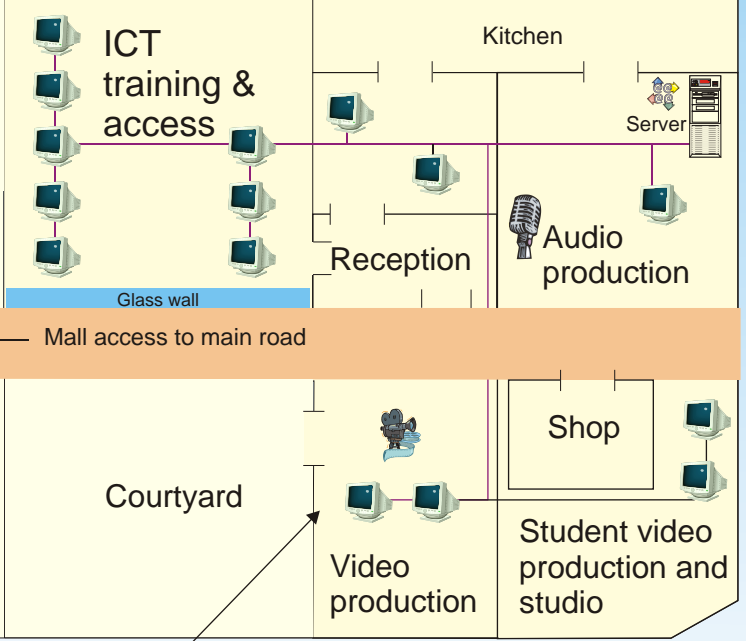 ICT
training &
access
Kitchen
Server
Reception
Audio
production
Glass wall
Mall access to main road
Shop
Courtyard
Video
production
Student video
production and
studio